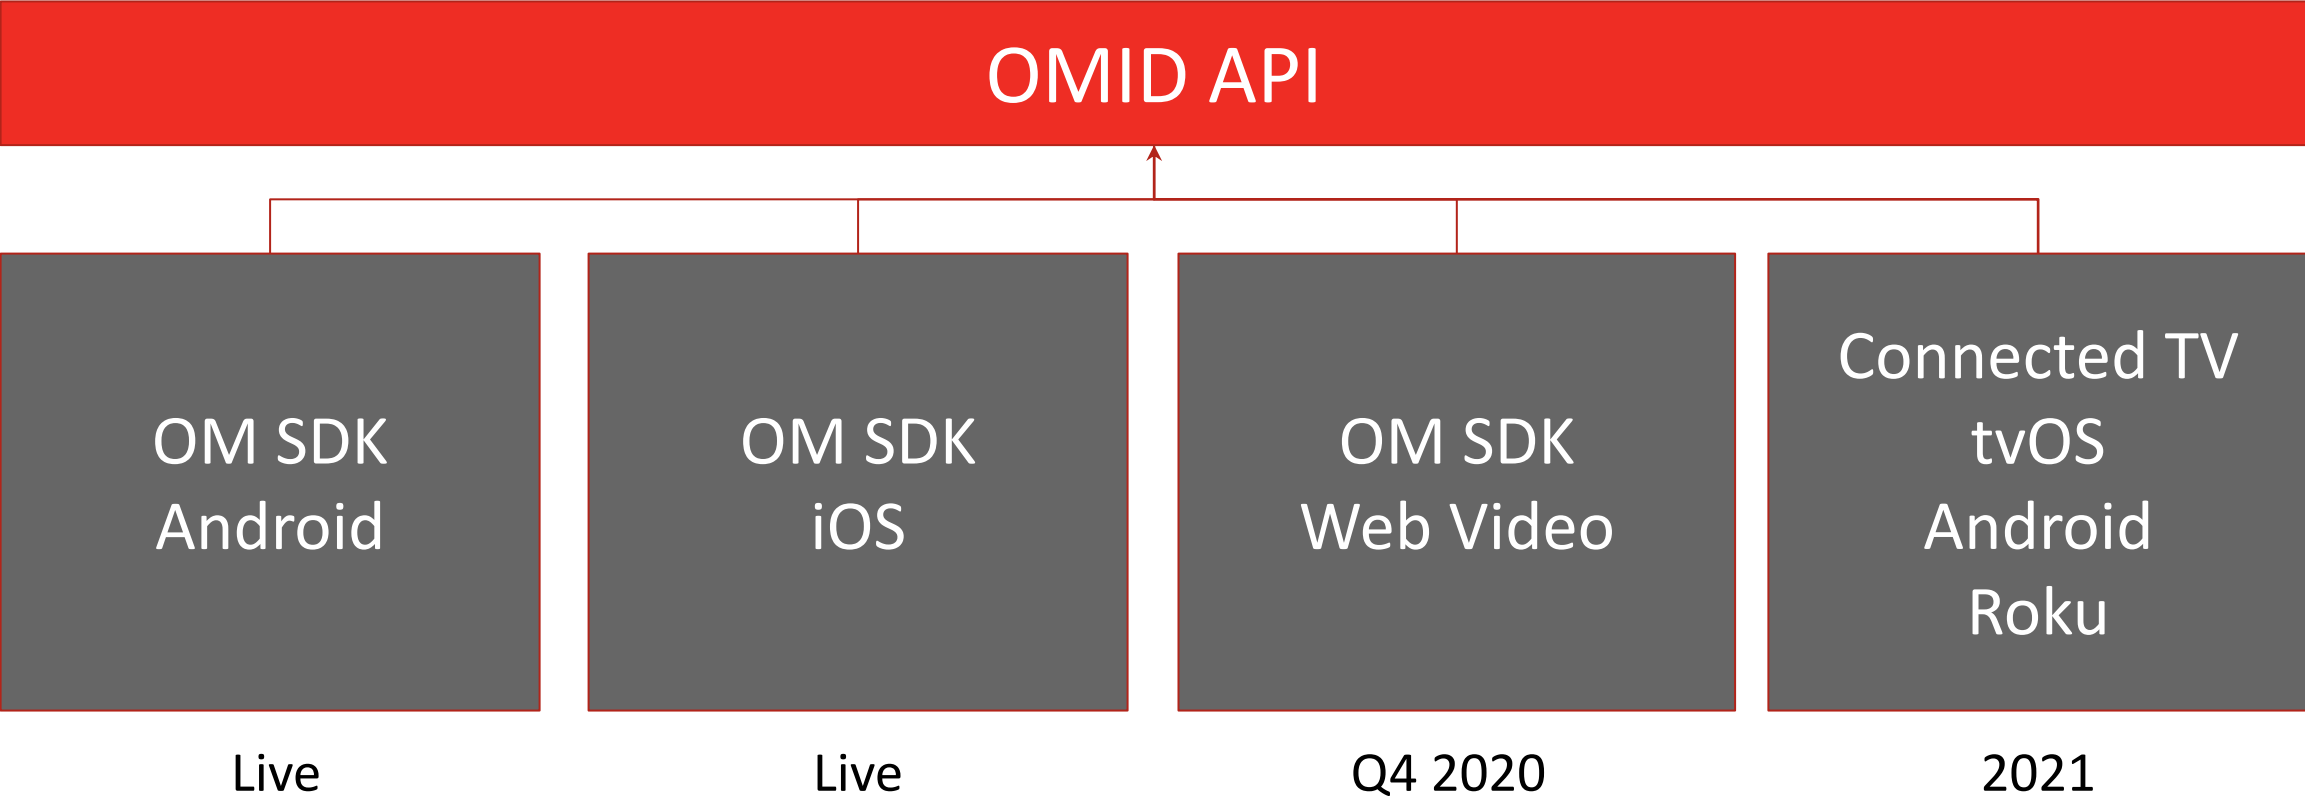 OMID API
OM SDK
Android
OM SDK
iOS
OM SDK
Web Video
Connected TV
tvOS
Android
Roku
Live
Live
Q4 2020
2021